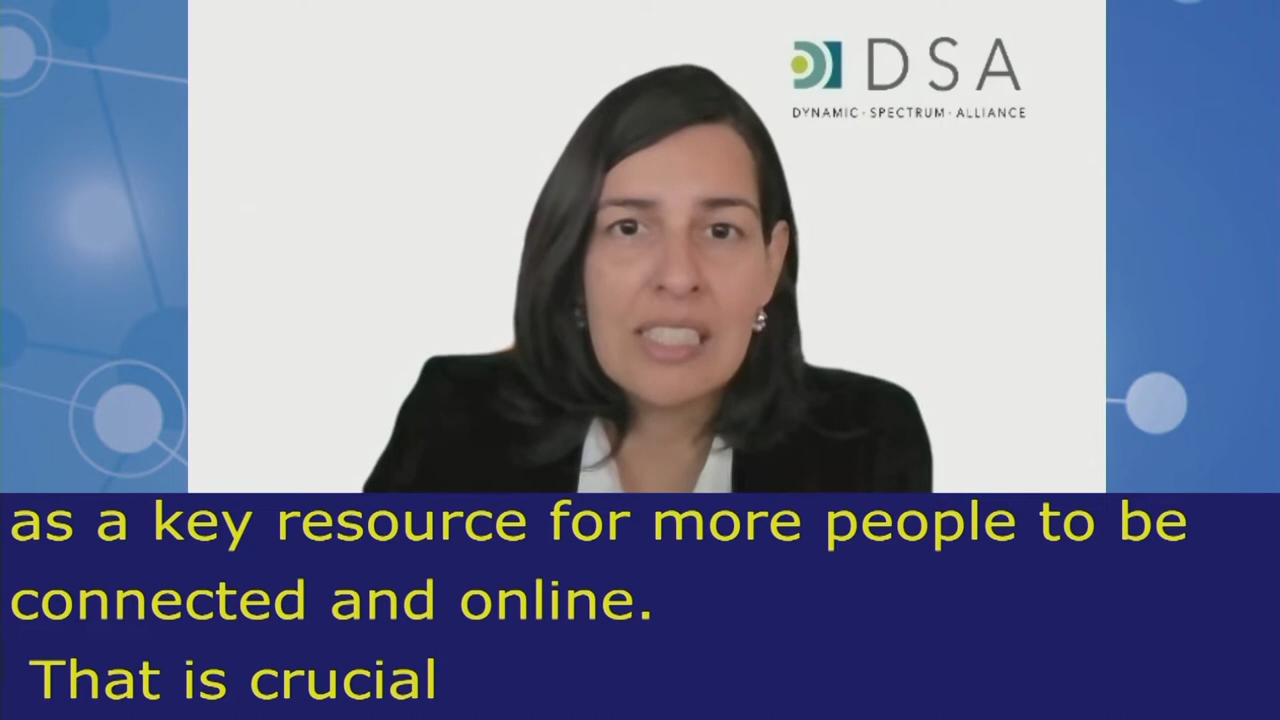 DSA
DYNAMIC · SPECTRUM · ALLIANCE
as a key resource for more people to be
connected and online.
That is crucial